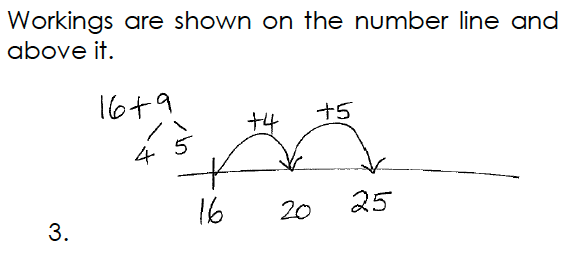 Workings are shown on the number line and
above it.
16+9
4 5
+4 +5
16 20 25
3.